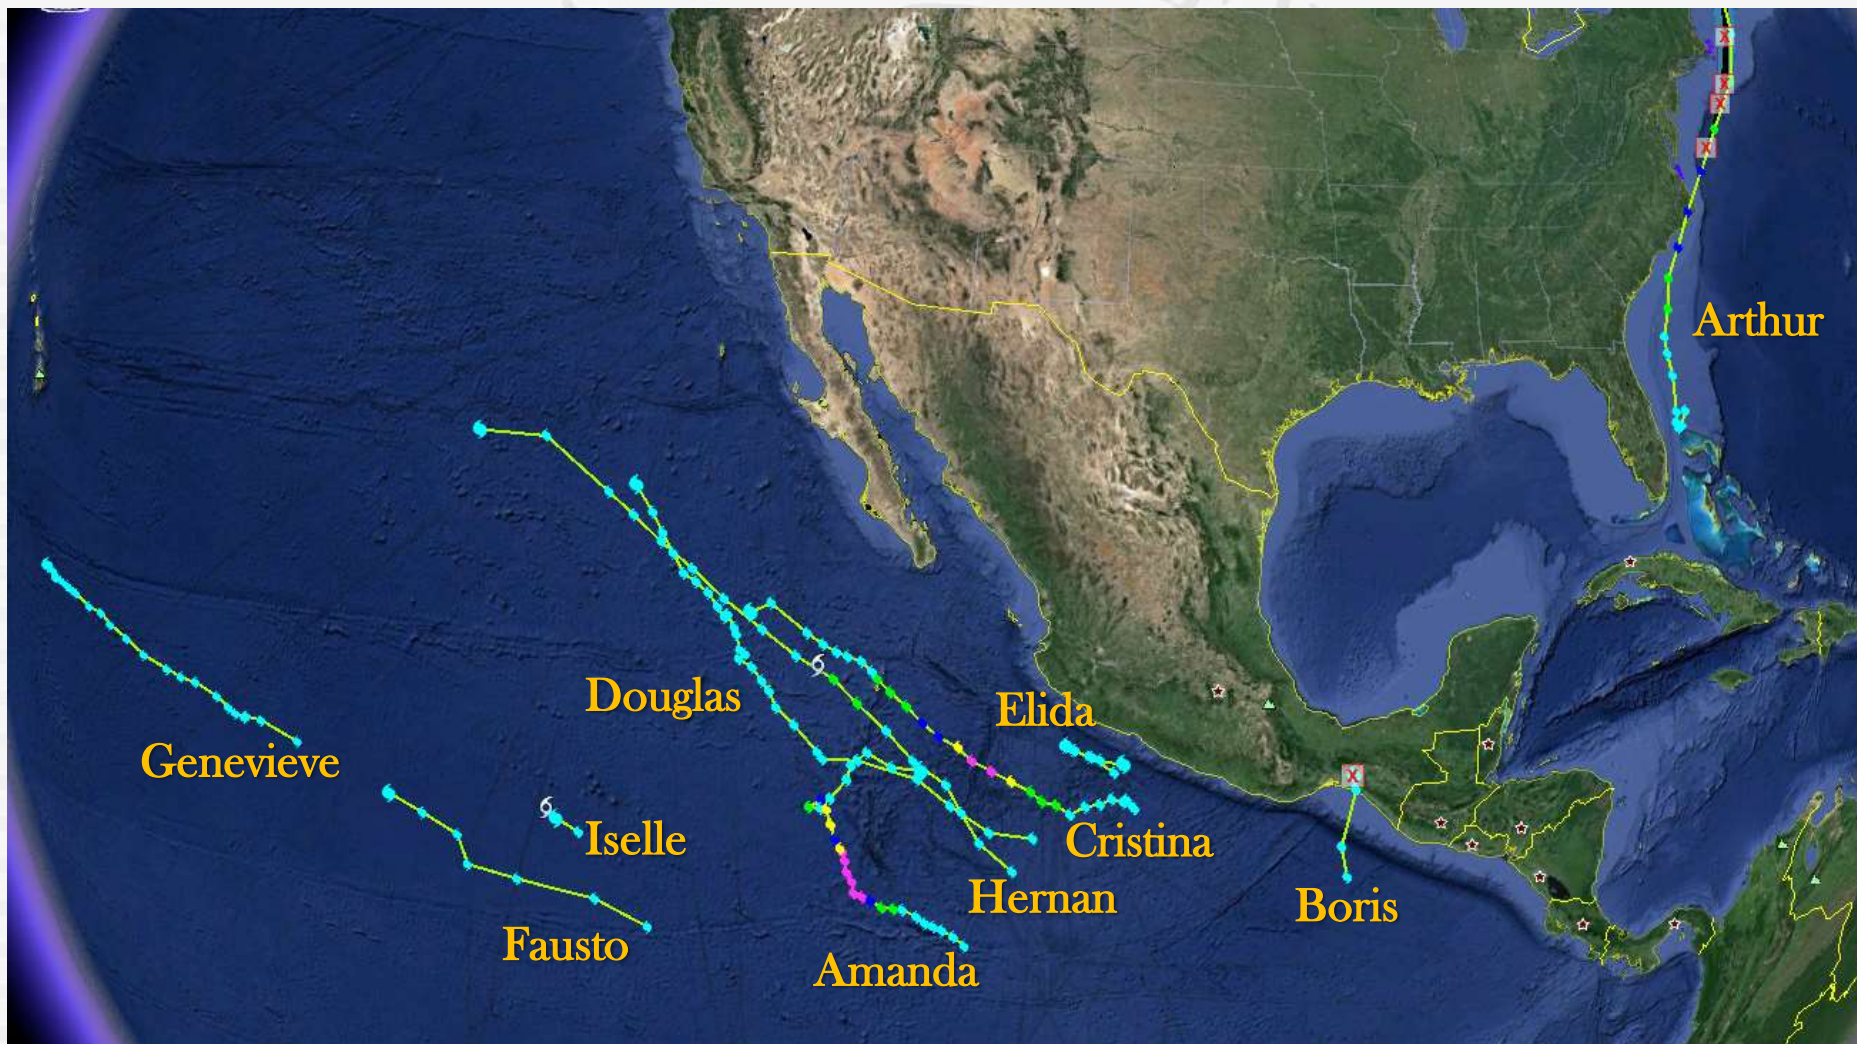 Arthur
Douglas
Elida
Genevieve
Iselle
Cristina
Hernan
Boris
Fausto
Amanda